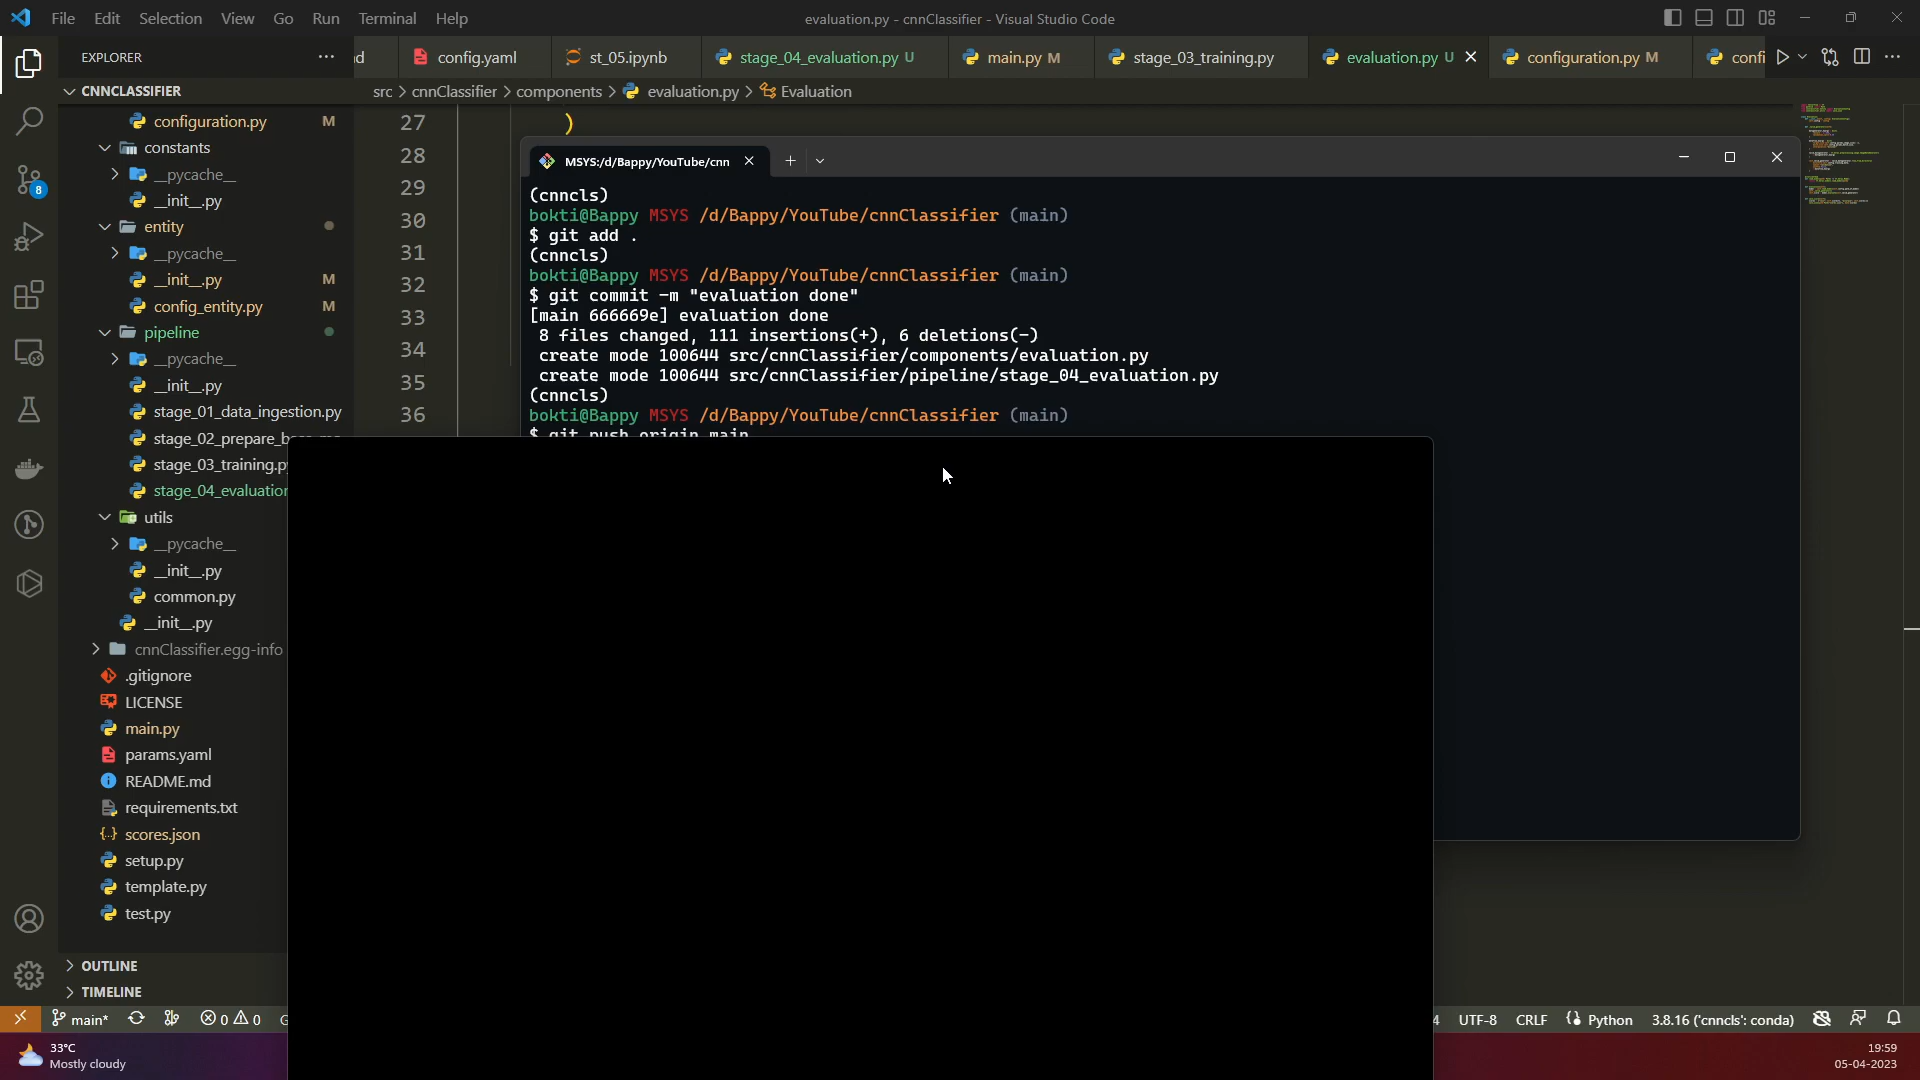 File Edit Selection View Go Run Terminal Help
evaluation.py - cnnClassifier - Visual Studio Code
EXPLORER
config.yaml
st_05.ipynb
stage_04_evaluation.py U
main.py M
stage_03_training.py
evaluation.py U
configuration.py M
CNNCLASSIFIER
src > cnnClassifier > components > evaluation.py > Evaluation
configuration.py M
constants
__pycache__
__init__.py
entity
__pycache__
__init__.py M
config_entity.py M
pipeline
__pycache__
__init__.py
stage_01_data_ingestion.py
stage_02_prepare
stage_03_training.py
stage_04_evaluation
utils
__pycache__
__init__.py
common.py
__init__.py
cnnClassifier.egg-info
.gitignore
LICENSE
main.py
params.yaml
README.md
requirements.txt
scores.json
setup.py
template.py
test.py
OUTLINE
TIMELINE
8
27 )
28
29
30
31
32
33
34
35
36
MSYS:/d/Bappy/YouTube/cnn
(cnncls)
bokti@Bappy MSYS /d/Bappy/YouTube/cnnClassifier (main)
$ git add .
(cnncls)
bokti@Bappy MSYS /d/Bappy/YouTube/cnnClassifier (main)
$ git commit -m "evaluation done"
[main 666669e] evaluation done
8 files changed, 111 insertions(+), 6 deletions(-)
create mode 100644 src/cnnClassifier/components/evaluation.py
create mode 100644 src/cnnClassifier/pipeline/stage_04_evaluation.py
(cnncls)
bokti@Bappy MSYS /d/Bappy/YouTube/cnnClassifier (main)
$ git push origin main
main* 0 0
4 UTF-8 CRLF Python 3.8.16 ('cnncls': conda)
33°C
Mostly cloudy
19:59
05-04-2023